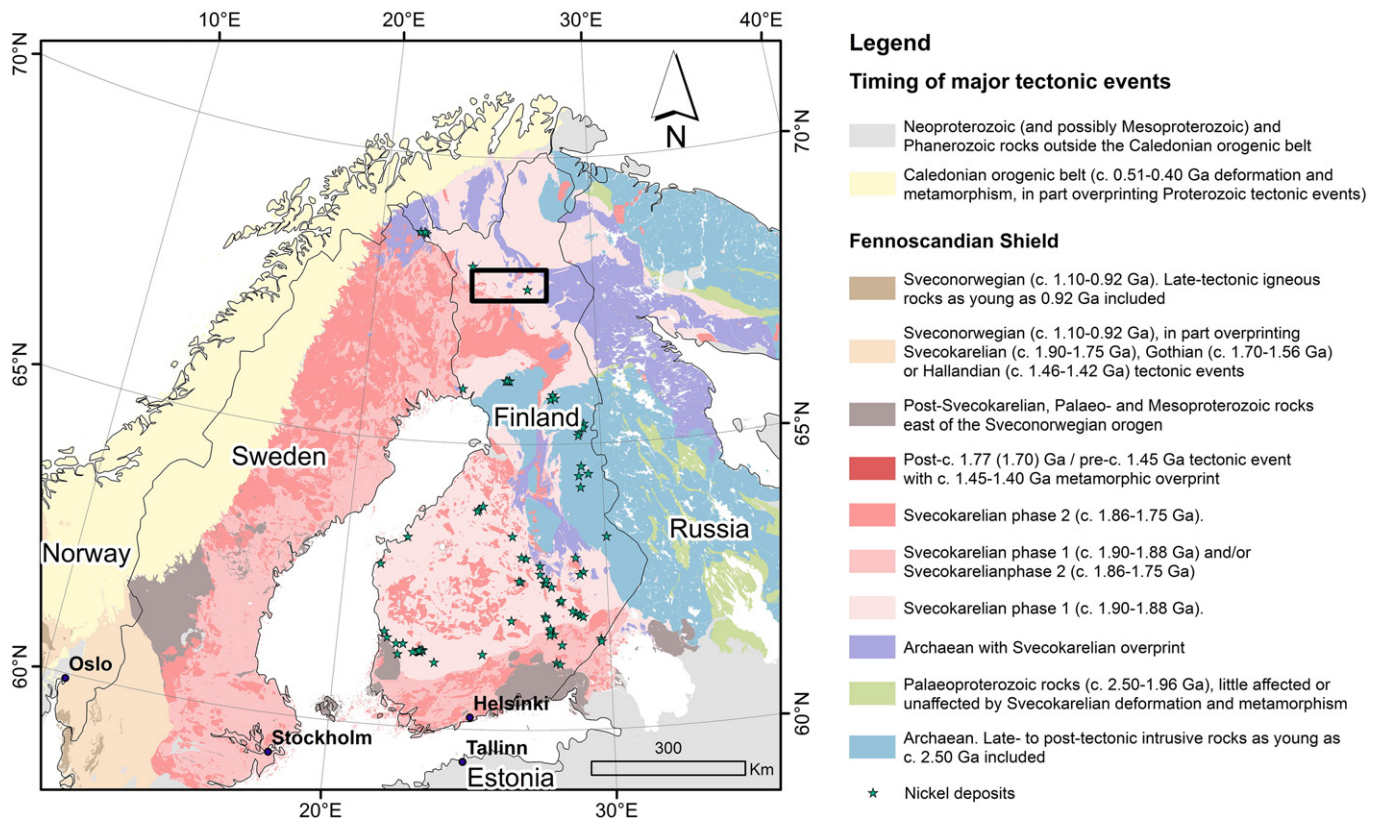 10°E
20°E
30°E
40°E
70°N
70°N
N
65°N
65°N
Finland
Sweden
Russia
Norway
60°N
60°N
Oslo
Helsinki
Stockholm
Tallinn
Estonia
300
Km
20°E
30°E
Legend
Timing of major tectonic events
Neoproterozoic (and possibly Mesoproterozoic) and
Phanerozoic rocks outside the Caledonian orogenic belt
Caledonian orogenic belt (c. 0.51-0.40 Ga deformation and
metamorphism, in part overprinting Proterozoic tectonic events)
Fennoscandian Shield
Sveconorwegian (c. 1.10-0.92 Ga). Late-tectonic igneous
rocks as young as 0.92 Ga included
Sveconorwegian (c. 1.10-0.92 Ga), in part overprinting
Svecokarelian (c. 1.90-1.75 Ga), Gothian (c. 1.70-1.56 Ga)
or Hallandian (c. 1.46-1.42 Ga) tectonic events
Post-Svecokarelian, Palaeo- and Mesoproterozoic rocks
east of the Sveconorwegian orogen
Post-c. 1.77 (1.70) Ga / pre-c. 1.45 Ga tectonic event
with c. 1.45-1.40 Ga metamorphic overprint
Svecokarelian phase 2 (c. 1.86-1.75 Ga).
Svecokarelian phase 1 (c. 1.90-1.88 Ga) and/or
Svecokarelianphase 2 (c. 1.86-1.75 Ga)
Svecokarelian phase 1 (c. 1.90-1.88 Ga).
Archaean with Svecokarelian overprint
Palaeoproterozoic rocks (c. 2.50-1.96 Ga), little affected or
unaffected by Svecokarelian deformation and metamorphism
Archaean. Late- to post-tectonic intrusive rocks as young as
c. 2.50 Ga included
Nickel deposits